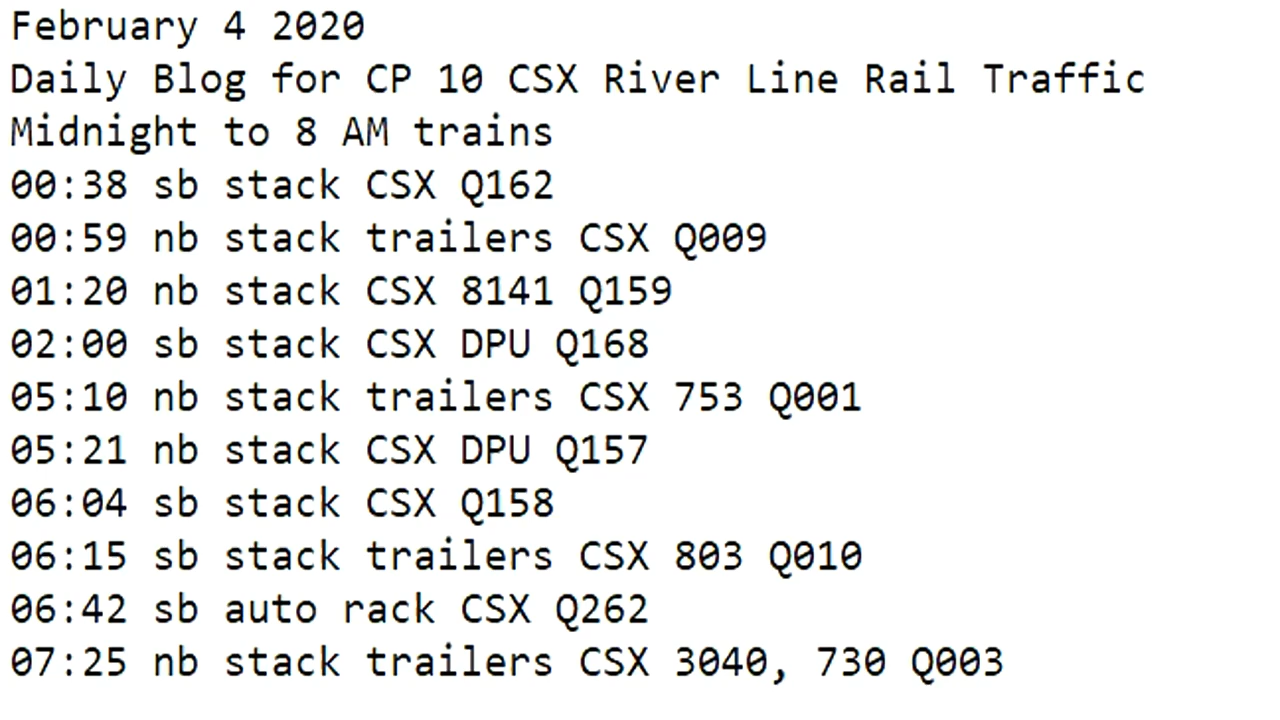 February 4 2020
Daily Blog for CP 10 CSX River Line Rail Traffic
Midnight to 8 AM trains
00:38 sb stack CSX Q162
00:59 nb stack trailers CSX Q009
01:20 nb stack CSX 8141 Q159
02:00 sb stack CSX DPU Q168
05:10 nb stack trailers CSX 753 Q001
05:21 nb stack CSX DPU Q157
06:04 sb stack CSX Q158
06:15 sb stack trailers CSX 803 Q010
06:42 sb auto rack CSX Q262
07:25 nb stack trailers CSX 3040, 730 Q003